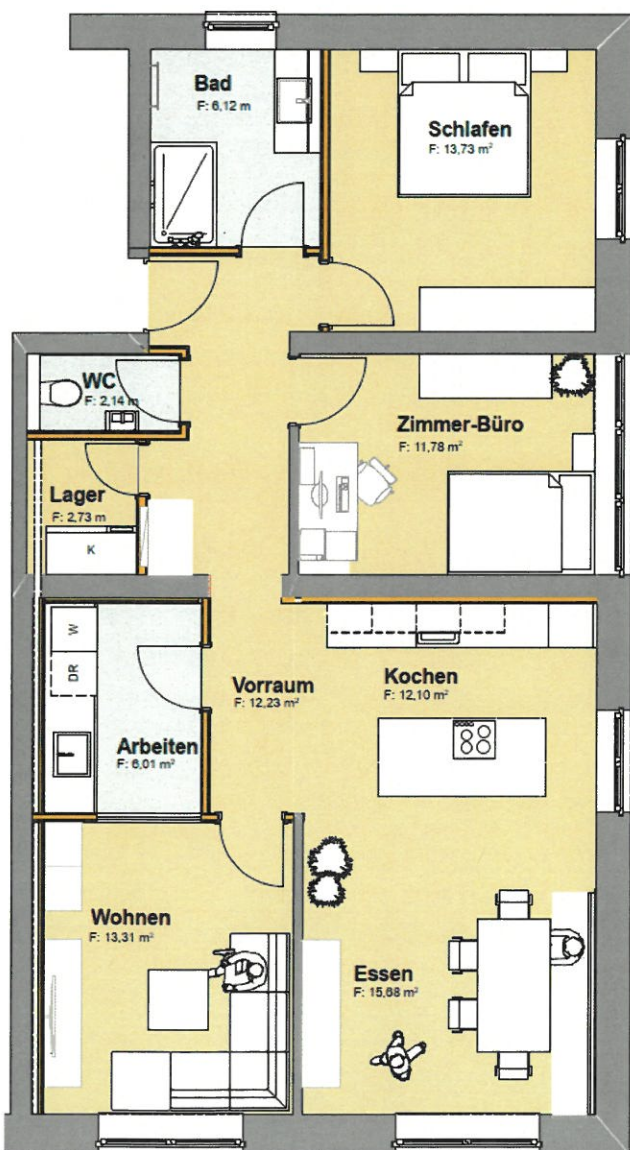 Bad
F: 6,12 m
Schlafen
F: 13,73 m²
WC
F: 2,14 m
Zimmer-Büro
F: 11,78 m²
Lager
F: 2,73 m
K
W
DR
Vorraum
F: 12,23 m²
Kochen
F: 12,10 m²
Arbeiten
F: 6,01 m²
Wohnen
F: 13,31 m²
Essen
F: 15,68 m²